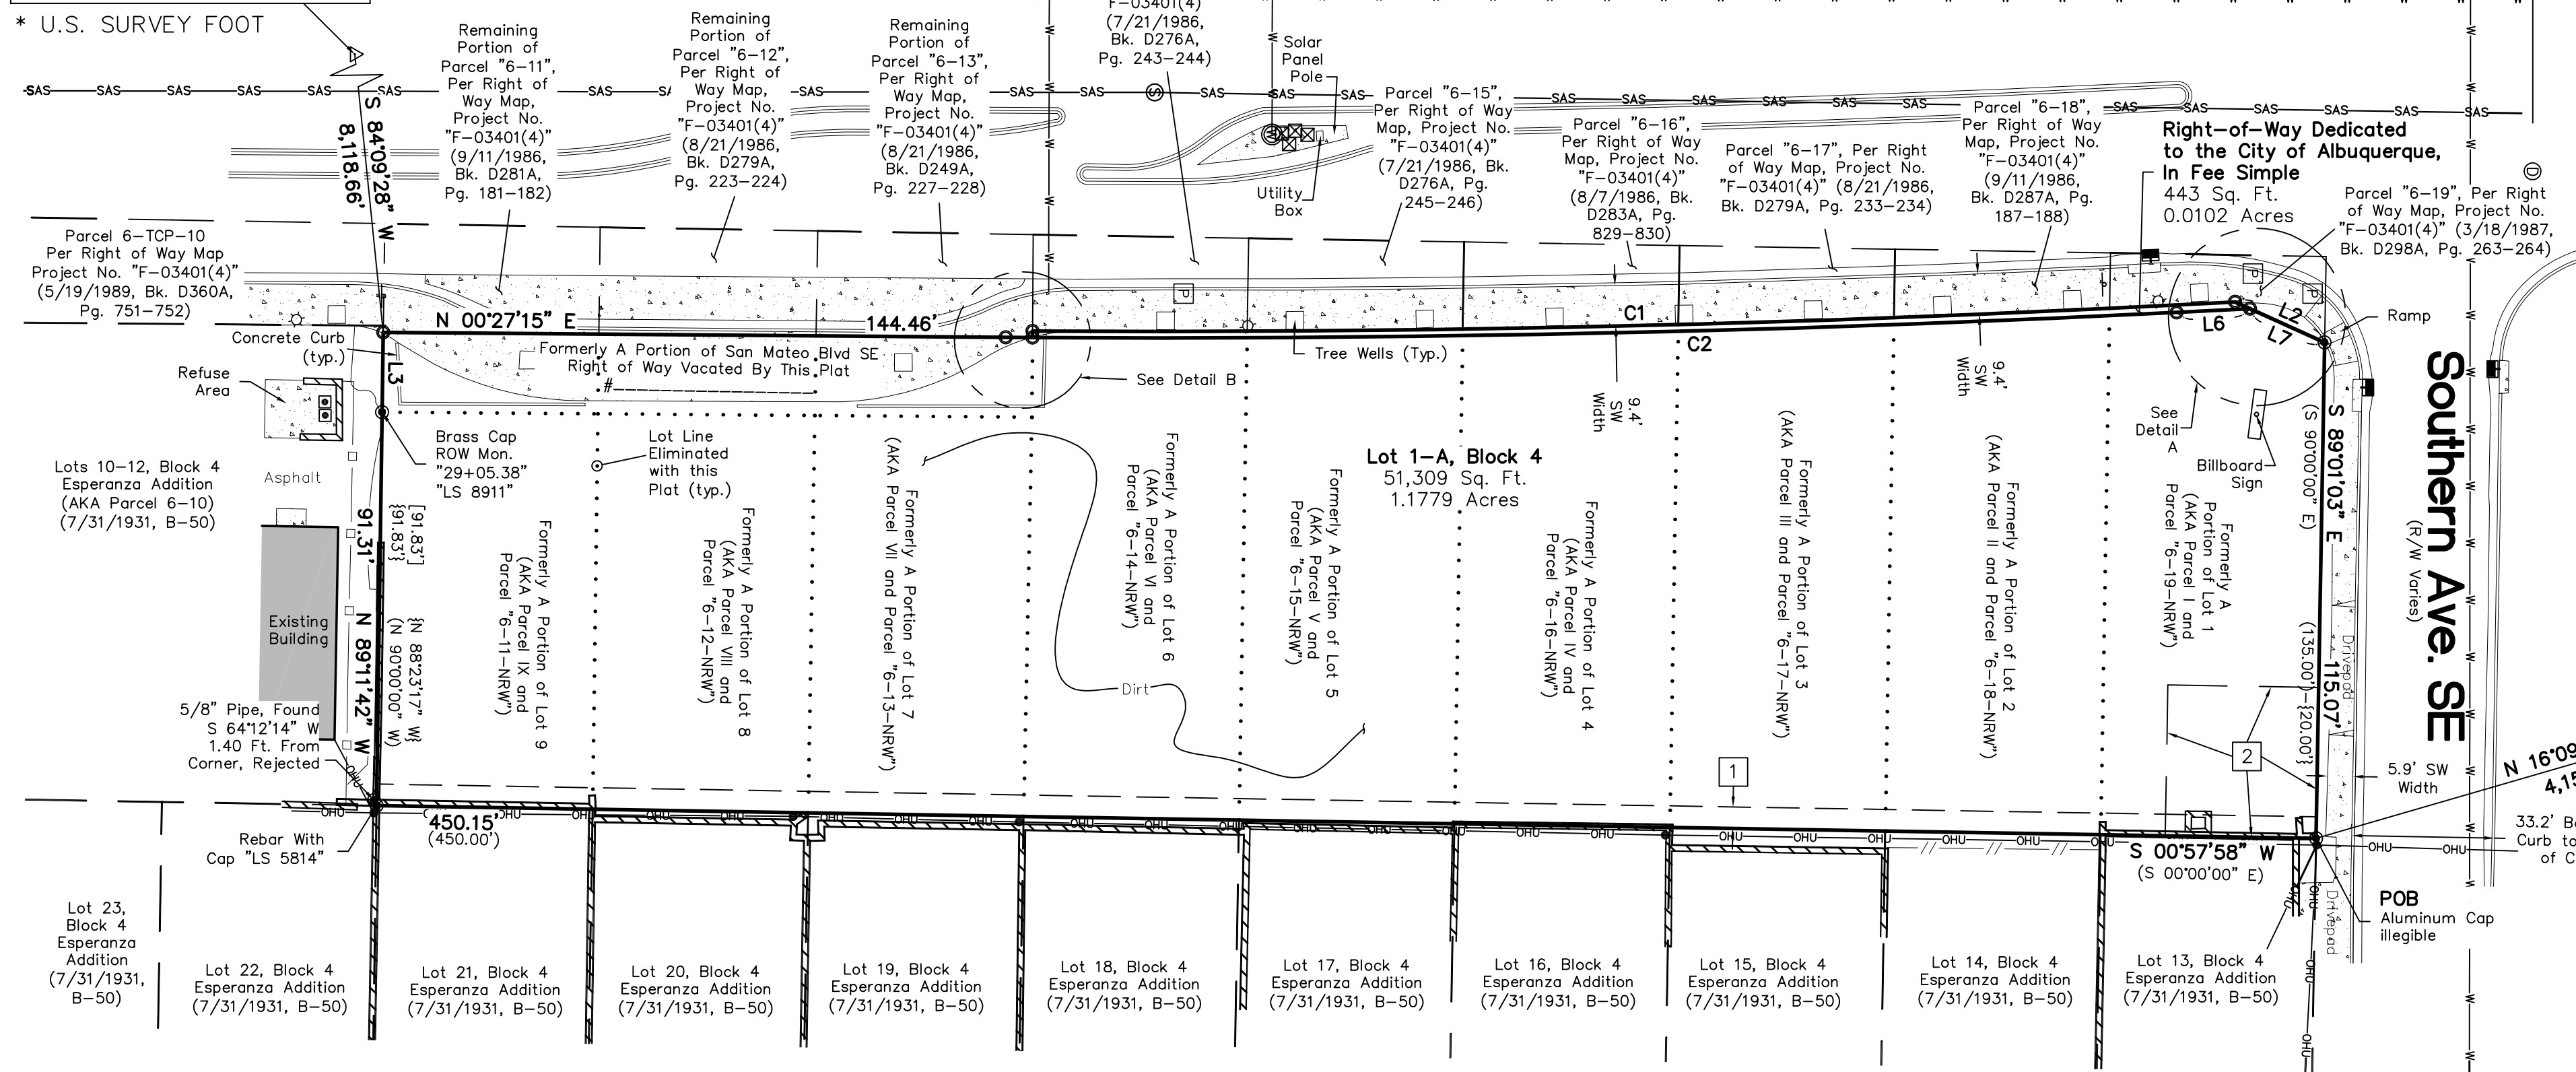 * U.S. SURVEY FOOT
S 84°09'28" W
8,118.66'
Remaining
Portion of
Parcel "6-11",
Per Right of
Way Map,
Project No.
"F-03401(4)"
(9/11/1986,
Bk. D281A,
Pg. 181-182)
Remaining
Portion of
Parcel "6-12",
Per Right of
Way Map,
Project No.
"F-03401(4)"
(8/21/1986,
Bk. D279A,
Pg. 223-224)
Remaining
Portion of
Parcel "6-13",
Per Right of
Way Map,
Project No.
"F-03401(4)"
(8/21/1986,
Bk. D249A,
Pg. 227-228)
F-03401(4)
(7/21/1986,
Bk. D276A,
Pg. 243-244)
Solar
Panel
Pole
Utility
Box
Parcel "6-15",
Per Right of Way
Map, Project No.
"F-03401(4)"
(7/21/1986, Bk.
D276A, Pg.
245-246)
Parcel "6-16",
Per Right of Way
Map, Project No.
"F-03401(4)"
(8/7/1986, Bk.
D283A, Pg.
829-830)
Parcel "6-17", Per Right
of Way Map, Project No.
"F-03401(4)" (8/21/1986,
Bk. D279A, Pg. 233-234)
Parcel "6-18",
Per Right of Way
Map, Project No.
"F-03401(4)"
(9/11/1986,
Bk. D287A, Pg.
187-188)
Right-of-Way Dedicated
to the City of Albuquerque,
In Fee Simple
443 Sq. Ft.
0.0102 Acres
Parcel "6-19", Per Right
of Way Map, Project No.
"F-03401(4)" (3/18/1987,
Bk. D298A, Pg. 263-264)
Parcel 6-TCP-10
Per Right of Way Map
Project No. "F-03401(4)"
(5/19/1989, Bk. D360A,
Pg. 751-752)
Concrete Curb
(typ.)
Refuse
Area
N 00°27'15" E
144.46'
Formerly A Portion of San Mateo Blvd SE
Right of Way Vacated By This Plat
#
See Detail B
Tree Wells (Typ.)
C1
C2
L6
L2
L7
L3
Ramp
9.4'
SW
Width
9.4'
SW
Width
See
Detail
A
Billboard
Sign
Southern Ave. SE
(R/W Varies)
S 89°01'03" E
(S 90°00'00" E)
115.07'
(135.00')-{20.00'}
Drivepad
Brass Cap
ROW Mon.
"29+05.38"
"LS 8911"
Lot Line
Eliminated
with this
Plat (typ.)
Lot 1-A, Block 4
51,309 Sq. Ft.
1.1779 Acres
Lots 10-12, Block 4
Esperanza Addition
(AKA Parcel 6-10)
(7/31/1931, B-50)
Asphalt
Existing
Building
91.31'
N 89°11'42" W
[91.83']
{91.83'}
{N 88°23'17" W}
(N 90°00'00" W)
Formerly A Portion of Lot 9
(AKA Parcel IX and
Parcel "6-11-NRW")
Formerly A Portion of Lot 8
(AKA Parcel VIII and
Parcel "6-12-NRW")
Formerly A Portion of Lot 7
(AKA Parcel VII and Parcel "6-13-NRW")
Formerly A Portion of Lot 6
(AKA Parcel VI and
Parcel "6-14-NRW")
Formerly A Portion of Lot 5
(AKA Parcel V and
Parcel "6-15-NRW")
Formerly A Portion of Lot 4
(AKA Parcel IV and
Parcel "6-16-NRW")
Formerly A Portion of Lot 3
(AKA Parcel III and Parcel "6-17-NRW")
Formerly A Portion of Lot 2
(AKA Parcel II and Parcel "6-18-NRW")
Formerly A
Portion of Lot 1
(AKA Parcel I and
Parcel "6-19-NRW")
Dirt
1
2
5/8" Pipe, Found
S 64°12'14" W
1.40 Ft. From
Corner, Rejected
Rebar With
Cap "LS 5814"
450.15'
(450.00')
S 00°57'58" W
(S 00°00'00" E)
5.9' SW
Width
N 16°09
4,15
33.2' B
Curb to
of C
POB
Aluminum Cap
illegible
Drivepad
Lot 23,
Block 4
Esperanza
Addition
(7/31/1931,
B-50)
Lot 22, Block 4
Esperanza Addition
(7/31/1931, B-50)
Lot 21, Block 4
Esperanza Addition
(7/31/1931, B-50)
Lot 20, Block 4
Esperanza Addition
(7/31/1931, B-50)
Lot 19, Block 4
Esperanza Addition
(7/31/1931, B-50)
Lot 18, Block 4
Esperanza Addition
(7/31/1931, B-50)
Lot 17, Block 4
Esperanza Addition
(7/31/1931, B-50)
Lot 16, Block 4
Esperanza Addition
(7/31/1931, B-50)
Lot 15, Block 4
Esperanza Addition
(7/31/1931, B-50)
Lot 14, Block 4
Esperanza Addition
(7/31/1931, B-50)
Lot 13, Block 4
Esperanza Addition
(7/31/1931, B-50)